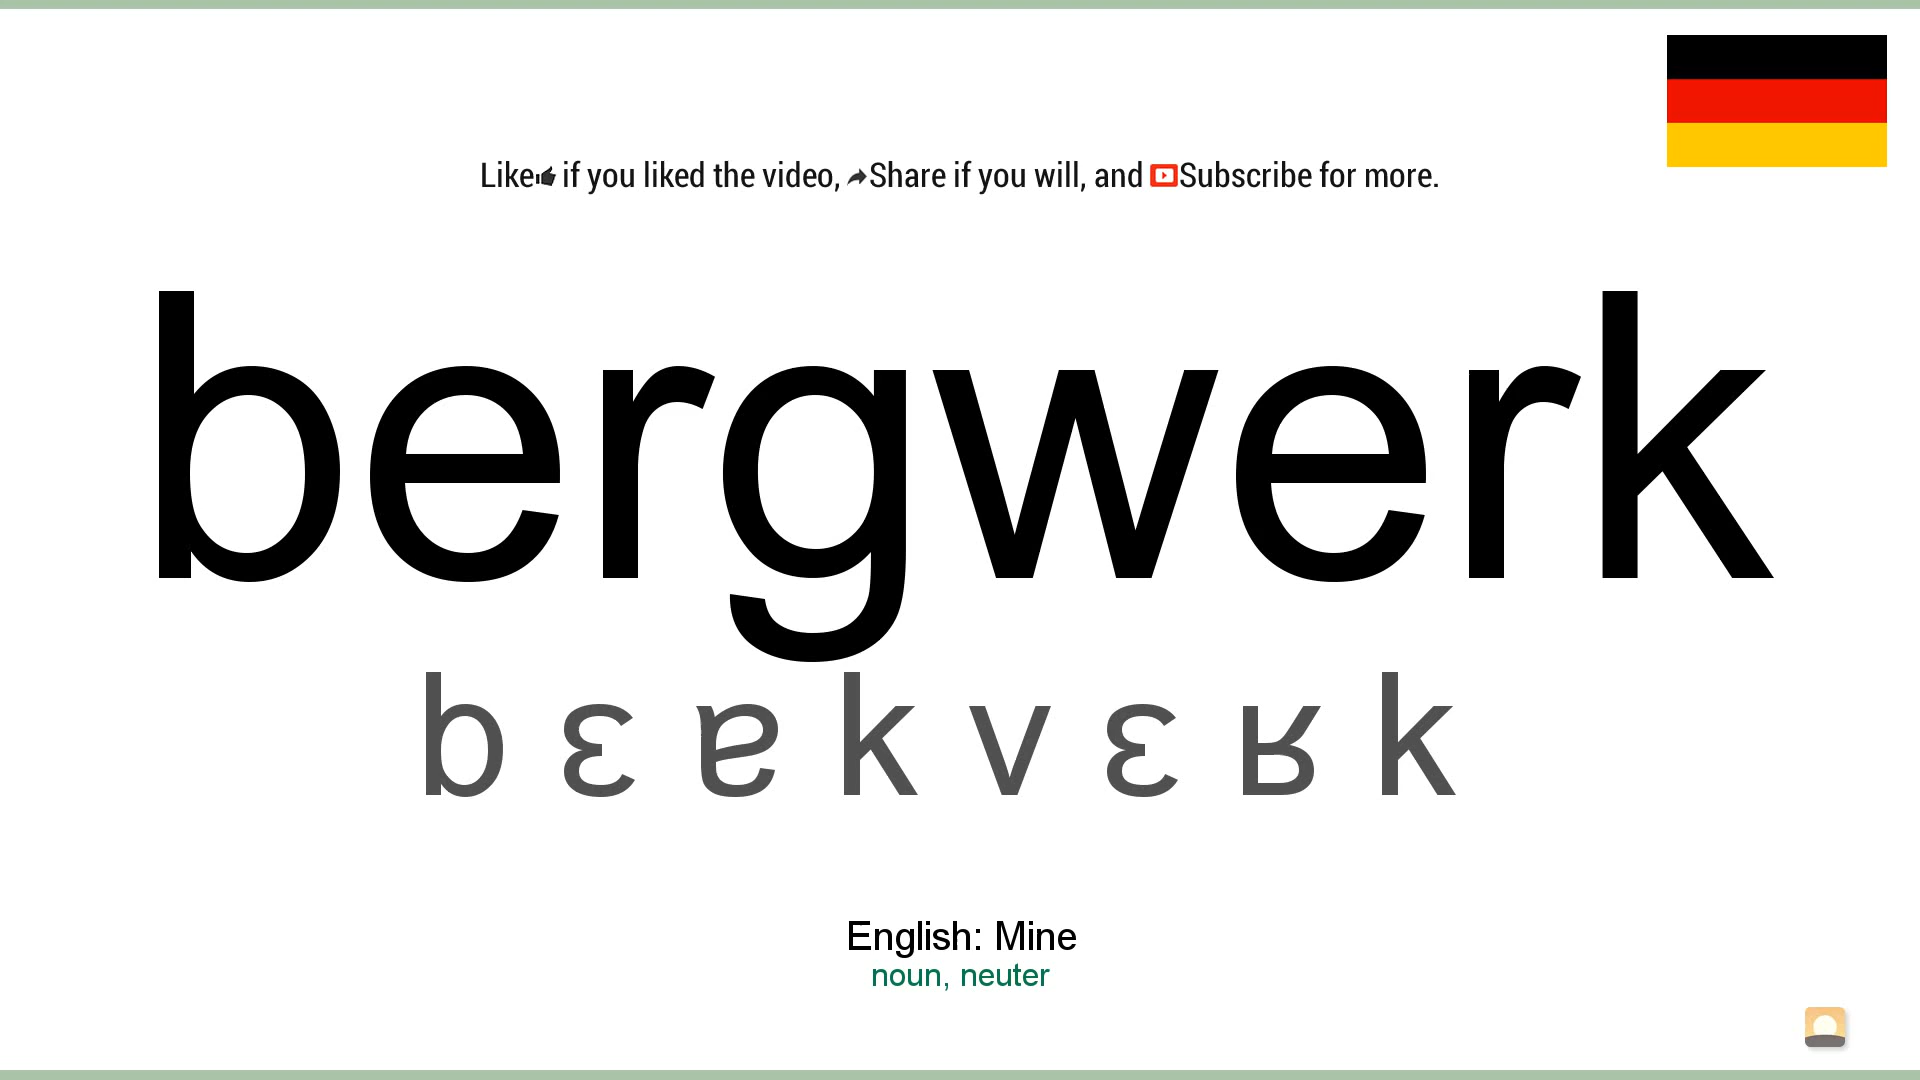 Like if you liked the video, Share if you will, and Subscribe for more.
bergwerk
b ɛ ɐ k v ɛ ʁ k
English: Mine
noun, neuter